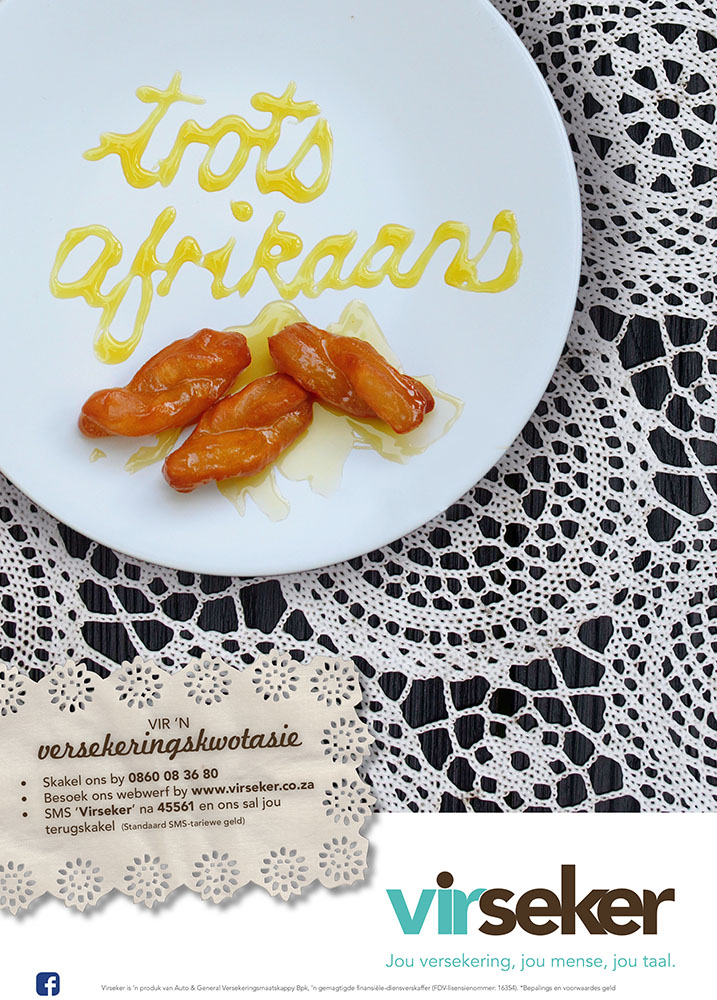 trots
afrikaans
VIR 'N
versekeringskwotasie
• Skakel ons by 0860 08 36 80
• Besoek ons webwerf by www.virseker.co.za
• SMS 'Virseker' na 45561 en ons sal jou
terugskakel (Standaard SMS-tariewe geld)
virseker
Jou versekering, jou mense, jou taal.
f
Virseker is 'n produk van Auto & General Versekeringsmaatskappy Bpk, 'n gemagtigde finansiële-diensverskaffer (FDV-lisensienommer: 16354). *Bepalings en voorwaardes geld